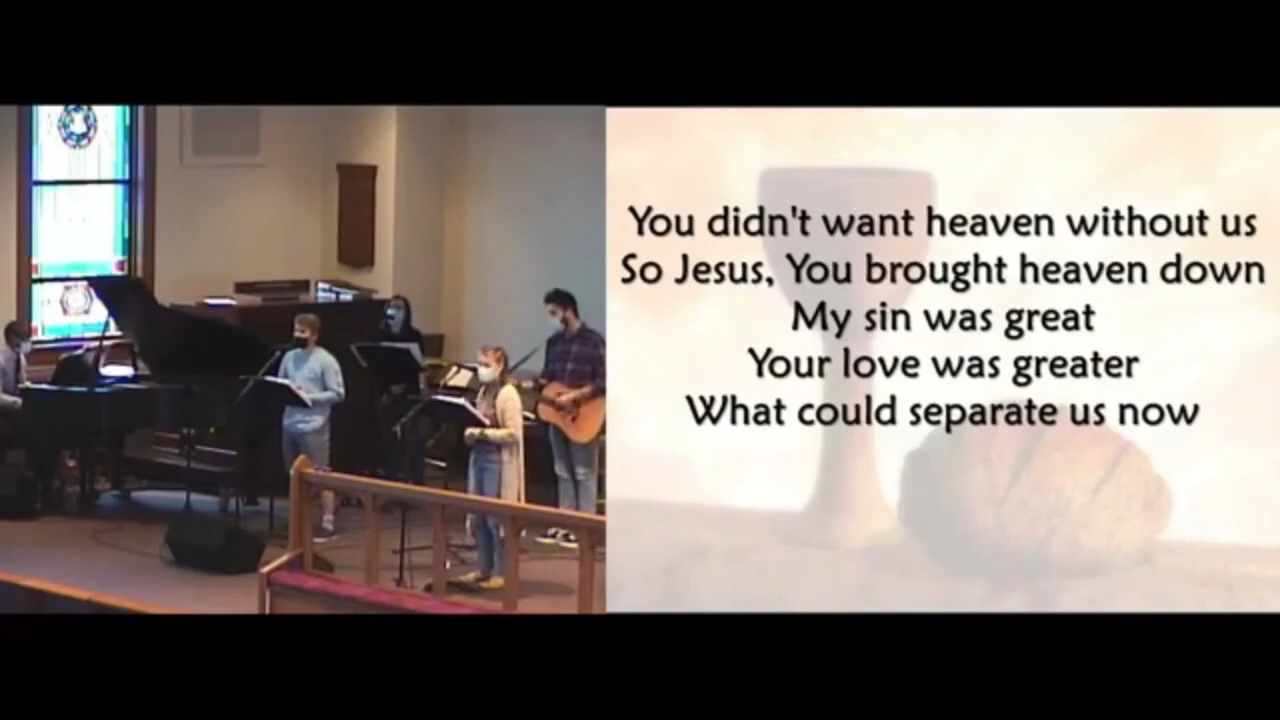 You didn't want heaven without us
So Jesus, You brought heaven down
My sin was great
Your love was greater
What could separate us now